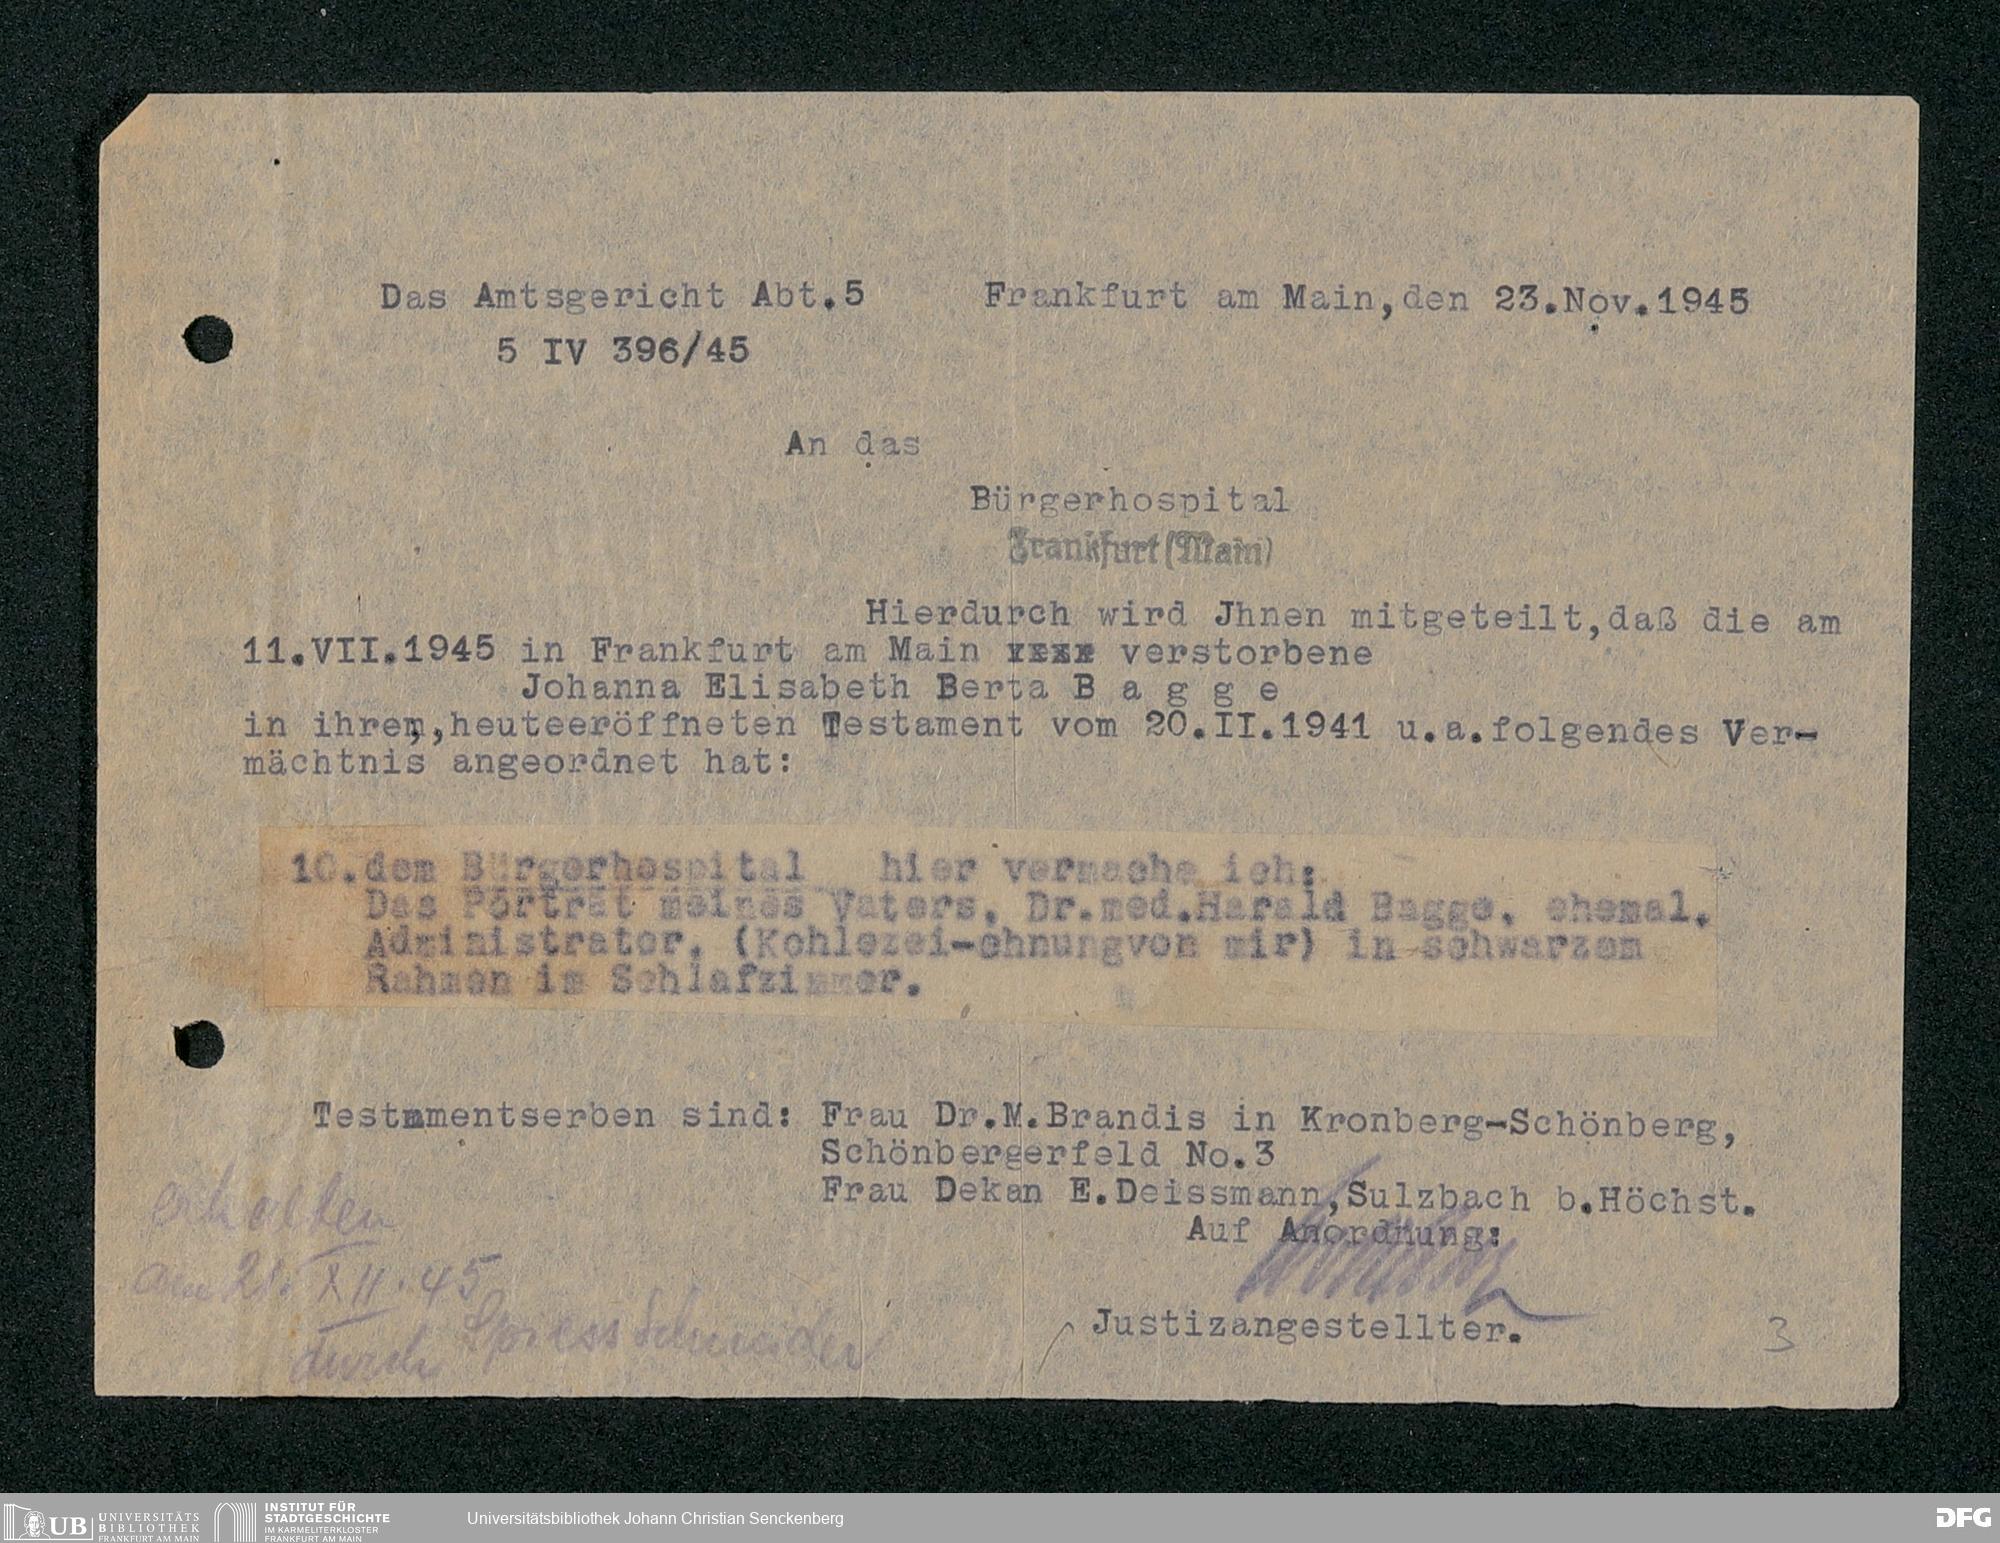 Das Amtsgericht Abt.5 Frankfurt am Main,den 23.Nov.1945
5 IV 396/45
An das
Bürgerhospital
Frankfurt (Main)
Hierdurch wird Jhnen mitgeteilt,daß die am
11.VII.1945 in Frankfurt am Main xxxx verstorbene
Johanna Elisabeth Berta B a g g e
in ihrem,heuteeröffneten Testament vom 20.II.1941 u.a.folgendes Ver-
mächtnis angeordnet hat:
10.dem Bürgerhospital hier vermache ich:
Das Porträt meines Vaters, Dr.med.Harald Bagge, ehemal.
Administrator, (Kohlezei-chnungvon mir) in schwarzem
Rahmen im Schlafzimmer.
Testamentserben sind: Frau Dr.M.Brandis in Kronberg-Schönberg,
Schönbergerfeld No.3
Frau Dekan E.Deissmann,Sulzbach b.Höchst.
Auf Anordnung:
Justizangestellter.
erhalten
am 21. XII. 45
durch Spiess Schneider
3
UB UNIVERSITÄTS
BIBLIOTHEK
FRANKFURT AM MAIN
INSTITUT FÜR
STADTGESCHICHTE
IM KARMELITERKLOSTER
FRANKFURT AM MAIN
Universitätsbibliothek Johann Christian Senckenberg
DFG